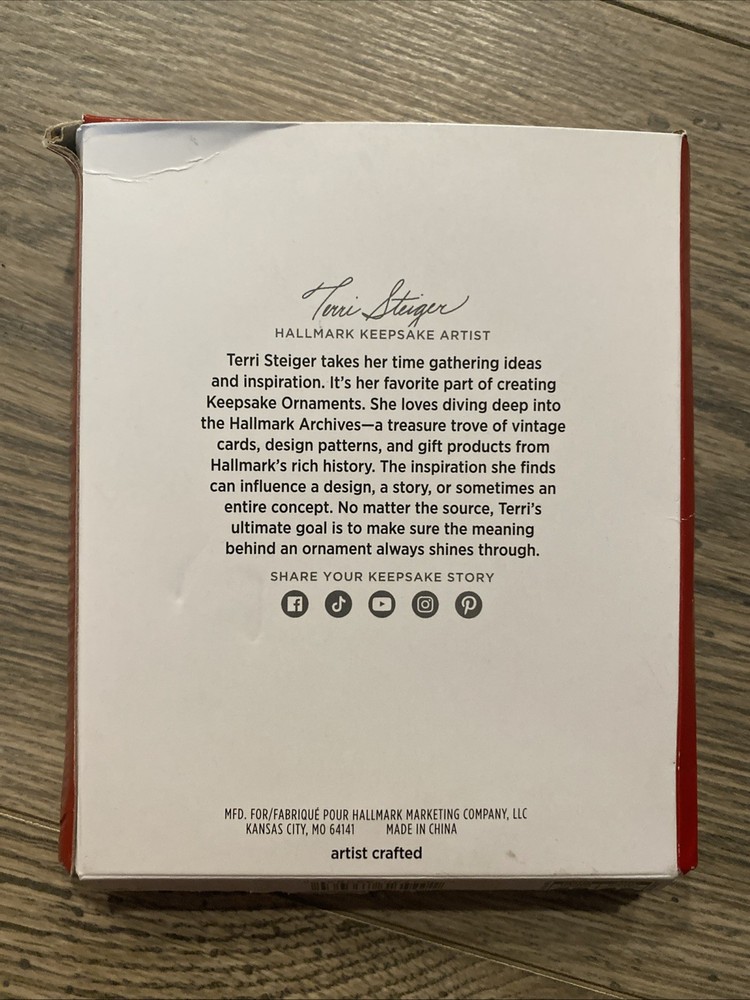 Terri Steiger
HALLMARK KEEPSAKE ARTIST
Terri Steiger takes her time gathering ideas
and inspiration. It's her favorite part of creating
Keepsake Ornaments. She loves diving deep into
the Hallmark Archives—a treasure trove of vintage
cards, design patterns, and gift products from
Hallmark's rich history. The inspiration she finds
can influence a design, a story, or sometimes an
entire concept. No matter the source, Terri's
ultimate goal is to make sure the meaning
behind an ornament always shines through.
SHARE YOUR KEEPSAKE STORY
MFD. FOR/FABRIQUÉ POUR HALLMARK MARKETING COMPANY, LLC
KANSAS CITY, MO 64141 MADE IN CHINA
artist crafted